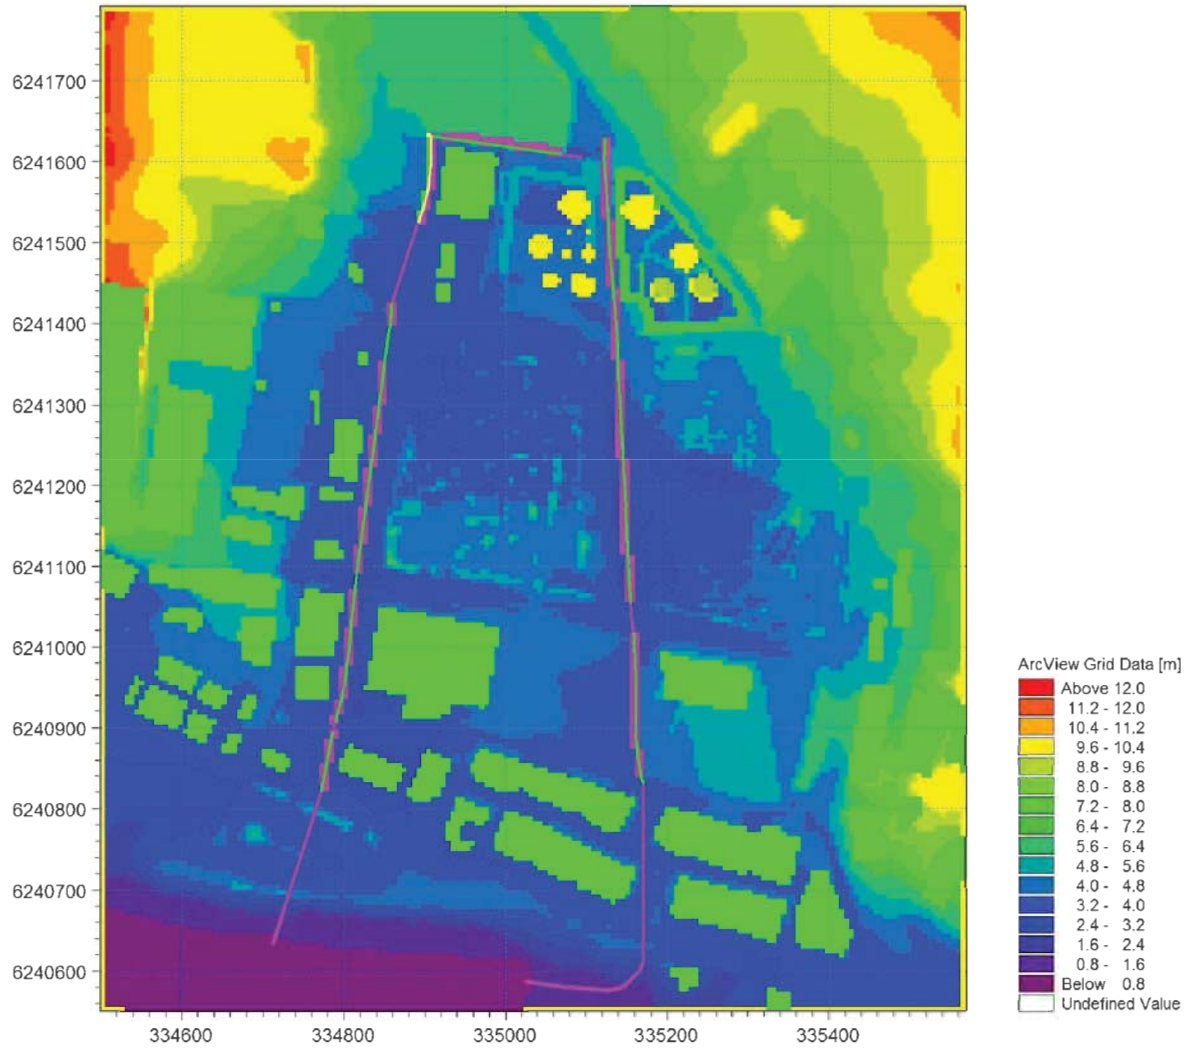 6241700
6241600
6241500
6241400
6241300
6241200
6241100
6241000
6240900
6240800
6240700
6240600
334600 334800 335000 335200 335400
ArcView Grid Data [m]
Above 12.0
11.2 - 12.0
10.4 - 11.2
9.6 - 10.4
8.8 - 9.6
8.0 - 8.8
7.2 - 8.0
6.4 - 7.2
5.6 - 6.4
4.8 - 5.6
4.0 - 4.8
3.2 - 4.0
2.4 - 3.2
1.6 - 2.4
0.8 - 1.6
Below 0.8
Undefined Value